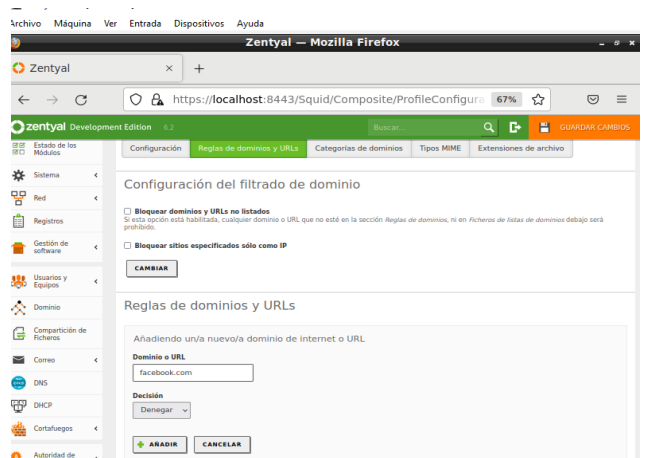 Archivo Máquina Ver Entrada Dispositivos Ayuda
Zentyal — Mozilla Firefox
Zentyal
https://localhost:8443/Squid/Composite/ProfileConfigura 67%
zentyal Development Edition 6.2 Buscar... GUARDAR CAMBIOS
Estado de los
Módulos
Sistema
Red
Registros
Gestión de
software
Usuarios y
Equipos
Dominio
Compartición de
Ficheros
Correo
DNS
DHCP
Cortafuegos
Autoridad de
Configuración Reglas de dominios y URLs Categorías de dominios Tipos MIME Extensiones de archivo
Configuración del filtrado de dominio
Bloquear dominios y URLs no listados
Si esta opción está habilitada, cualquier dominio o URL que no esté en la sección Reglas de dominios, ni en Ficheros de listas de dominios debajo será
prohibido.
Bloquear sitios especificados sólo como IP
CAMBIAR
Reglas de dominios y URLs
Añadiendo un/a nuevo/a dominio de internet o URL
Dominio o URL
facebook.com
Decisión
Denegar
AÑADIR CANCELAR